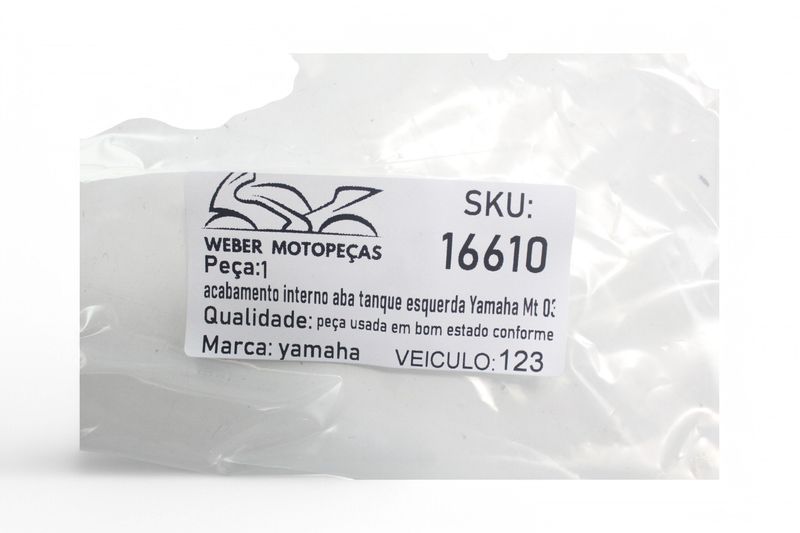 WEBER MOTOPEÇAS
SKU:
16610
Peça:1
acabamento interno aba tanque esquerda Yamaha Mt 03
Qualidade: peça usada em bom estado conforme
Marca: yamaha
VEICULO: 123